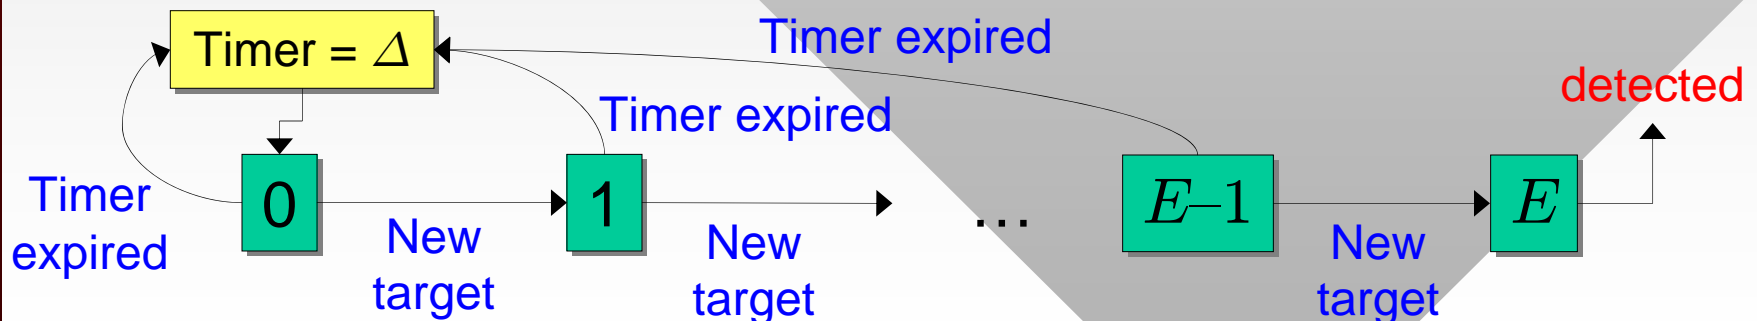 Timer = Δ
Timer expired
Timer expired
detected
Timer
expired
0
New
target
1
New
target
...
E–1
New
target
E